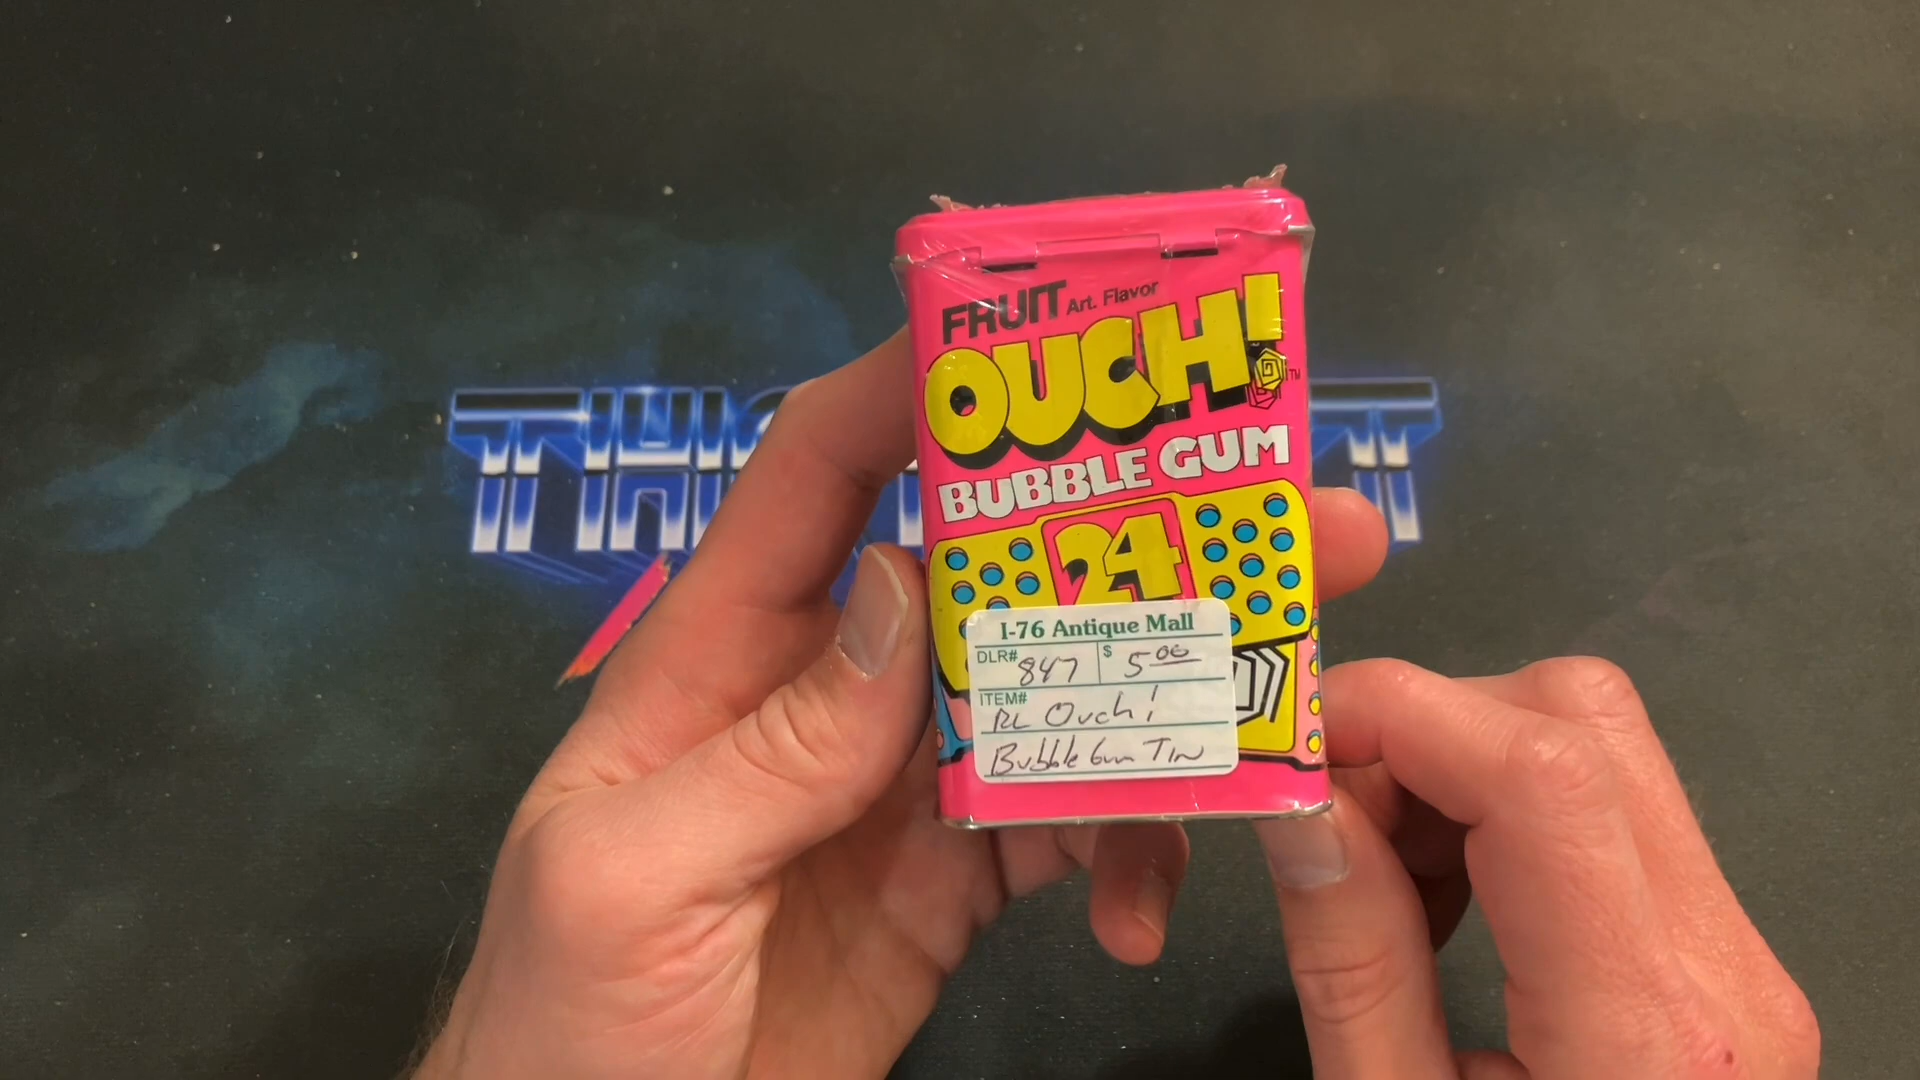 FRUIT Art. Flavor
OUCH! TM
BUBBLE GUM
24
I-76 Antique Mall
DLR# 847 $ 5 00
ITEM#
RL Ouch!
Bubble Gum Tin